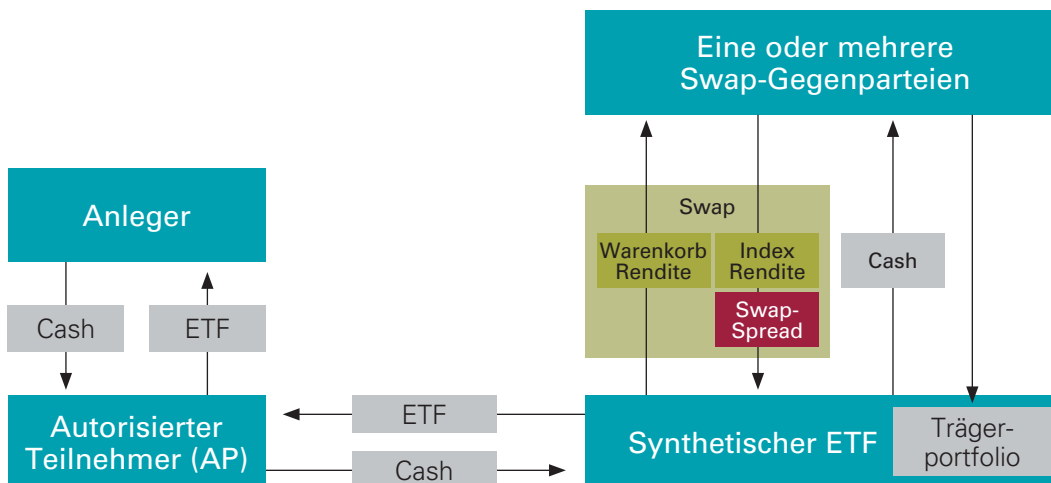 Eine oder mehrere
Swap-Gegenparteien
Anleger
Swap
Warenkorb
Rendite
Index
Rendite
Cash
Swap-
Spread
Cash
ETF
Autorisierter
Teilnehmer (AP)
ETF
Cash
Synthetischer ETF
Träger-
portfolio